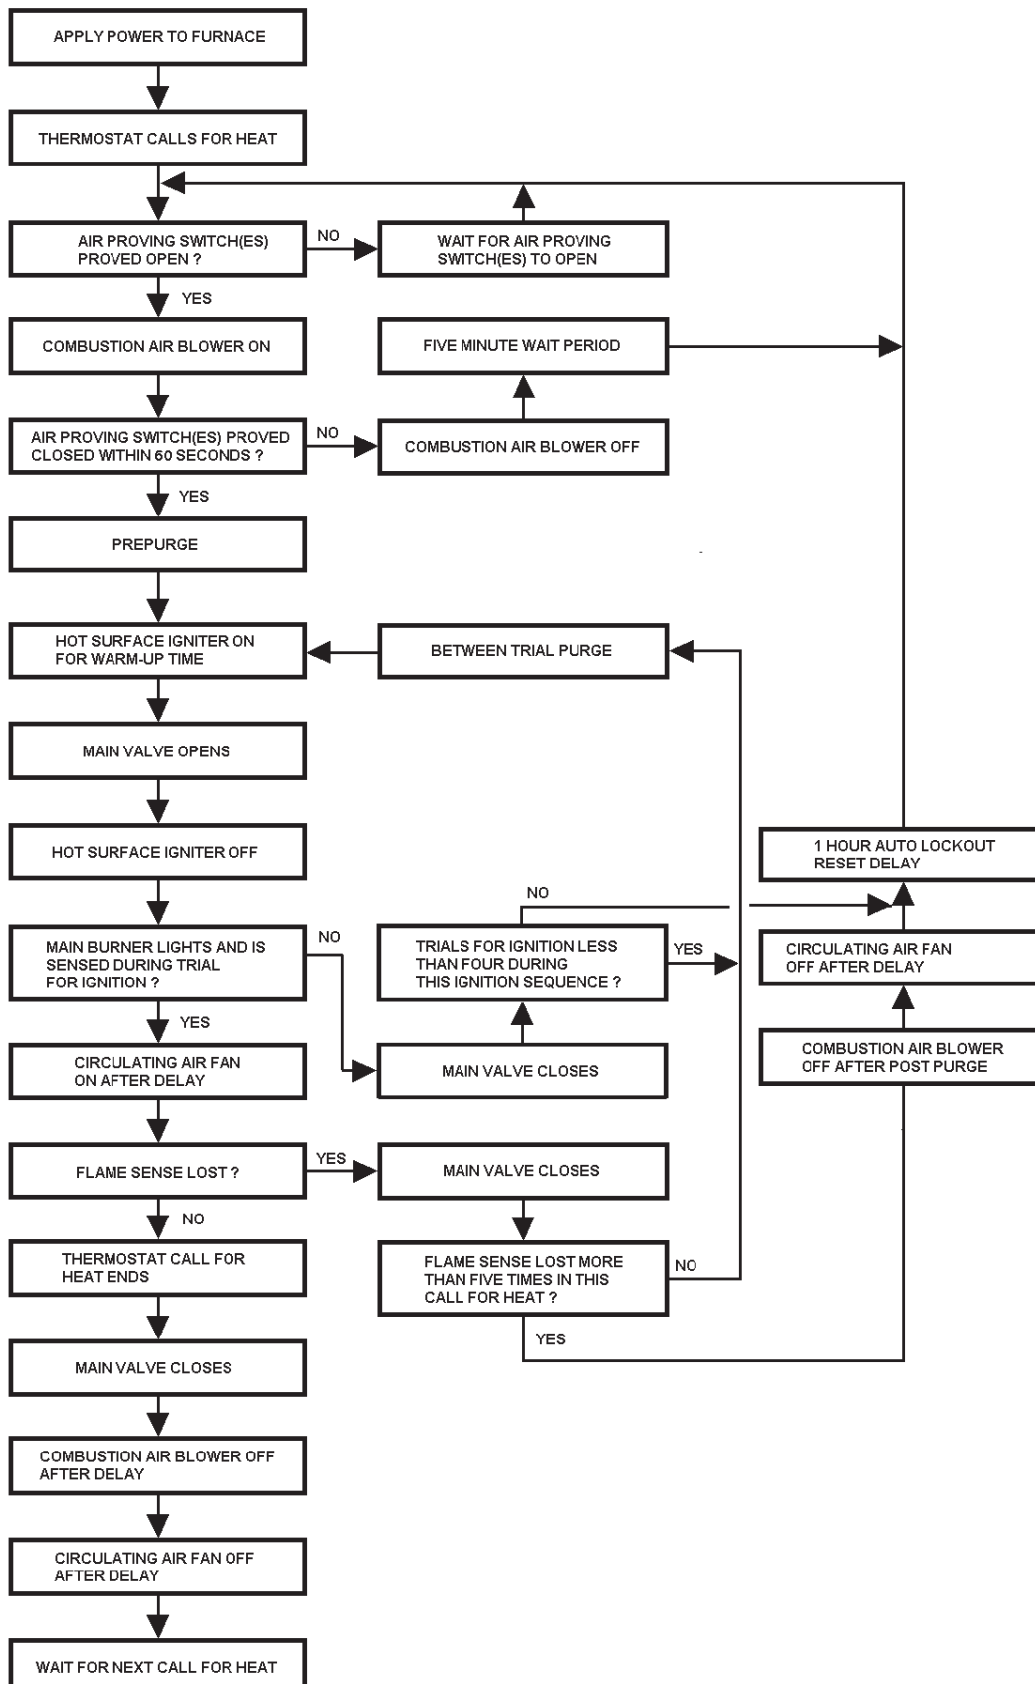 APPLY POWER TO FURNACE
THERMOSTAT CALLS FOR HEAT
AIR PROVING SWITCH(ES)
PROVED OPEN ?
NO
WAIT FOR AIR PROVING
SWITCH(ES) TO OPEN
YES
COMBUSTION AIR BLOWER ON
FIVE MINUTE WAIT PERIOD
AIR PROVING SWITCH(ES) PROVED
CLOSED WITHIN 60 SECONDS ?
NO
COMBUSTION AIR BLOWER OFF
YES
PREPURGE
HOT SURFACE IGNITER ON
FOR WARM-UP TIME
BETWEEN TRIAL PURGE
MAIN VALVE OPENS
HOT SURFACE IGNITER OFF
1 HOUR AUTO LOCKOUT
RESET DELAY
NO
MAIN BURNER LIGHTS AND IS
SENSED DURING TRIAL
FOR IGNITION ?
NO
TRIALS FOR IGNITION LESS
THAN FOUR DURING
THIS IGNITION SEQUENCE ?
YES
CIRCULATING AIR FAN
OFF AFTER DELAY
YES
CIRCULATING AIR FAN
ON AFTER DELAY
MAIN VALVE CLOSES
COMBUSTION AIR BLOWER
OFF AFTER POST PURGE
FLAME SENSE LOST ?
YES
MAIN VALVE CLOSES
NO
THERMOSTAT CALL FOR
HEAT ENDS
FLAME SENSE LOST MORE
THAN FIVE TIMES IN THIS
CALL FOR HEAT ?
NO
YES
MAIN VALVE CLOSES
COMBUSTION AIR BLOWER OFF
AFTER DELAY
CIRCULATING AIR FAN OFF
AFTER DELAY
WAIT FOR NEXT CALL FOR HEAT